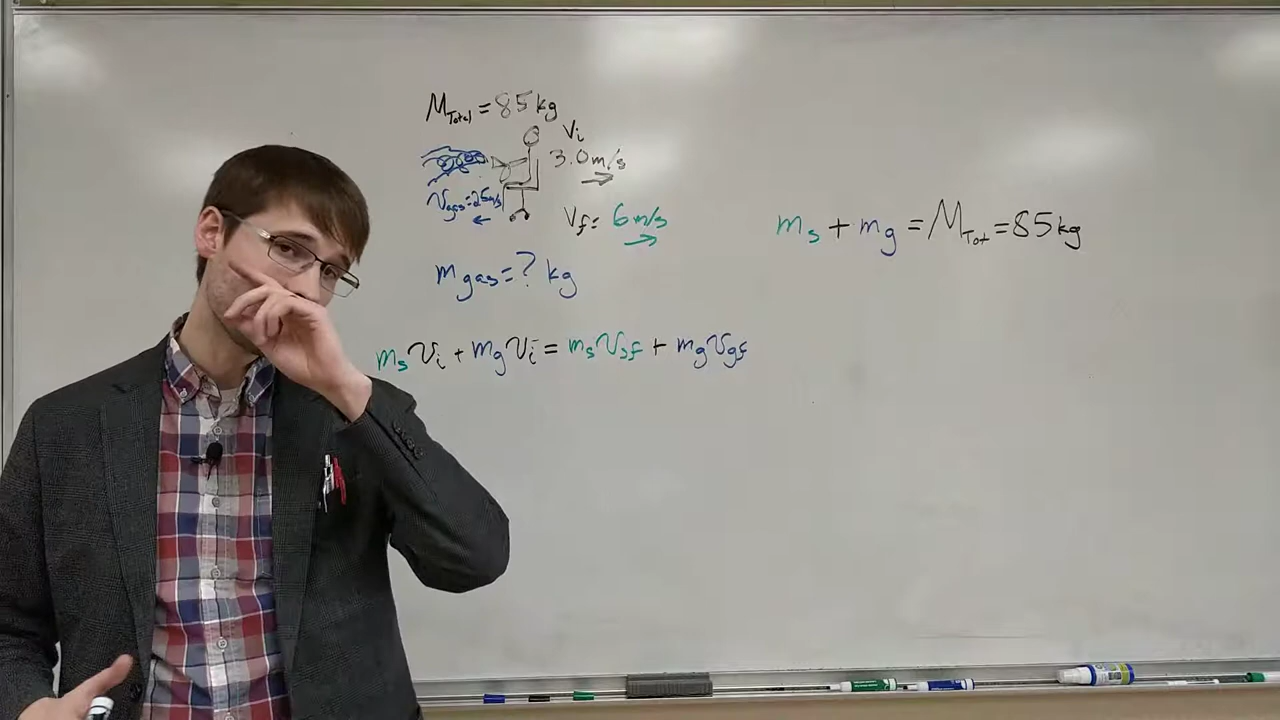 M_Total = 85 kg
V_i
3.0 m/s
v_gas = 25 m/s
V_f = 6 m/s
m_s + m_g = M_Tot = 85 kg
m_gas = ? kg
m_s v_i + m_g v_i = m_s v_sf + m_g v_gf